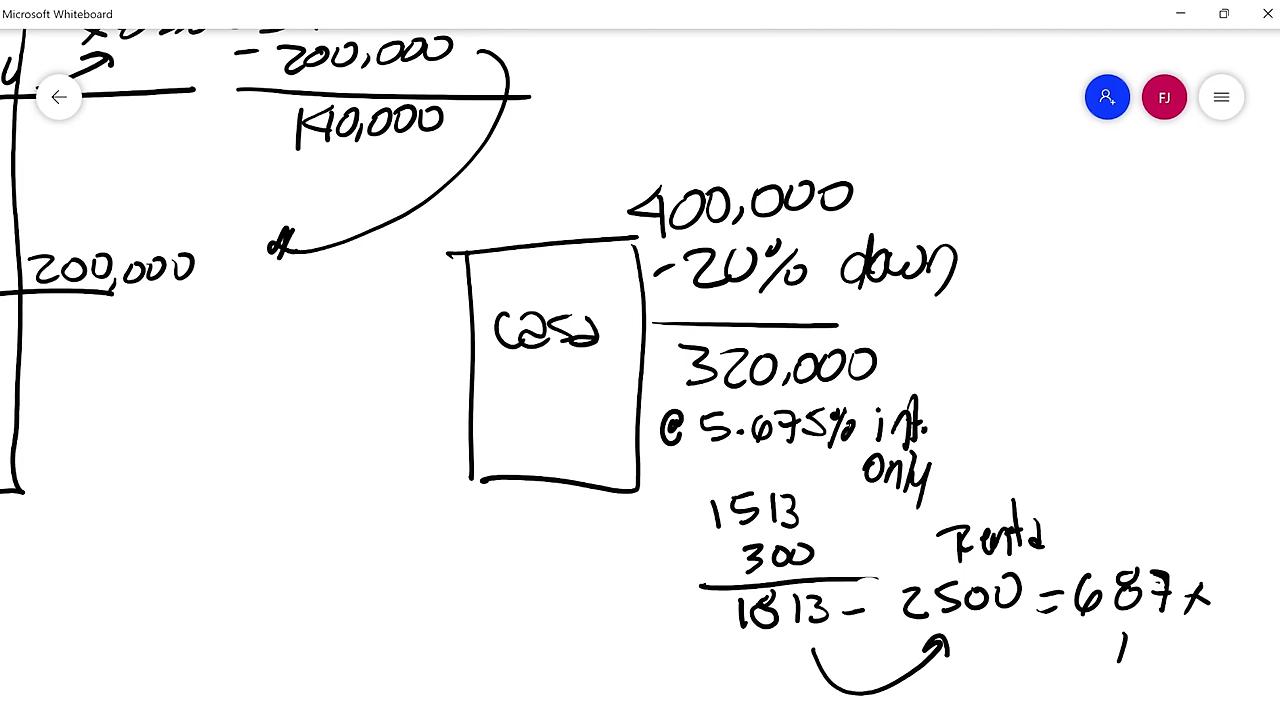 Microsoft Whiteboard
- 200,000
140,000
FJ
200,000
400,000
-20% down
casa
320,000
@ 5.675% int.
only
1513
300
Renta
1813 - 2500 = 687 x
1